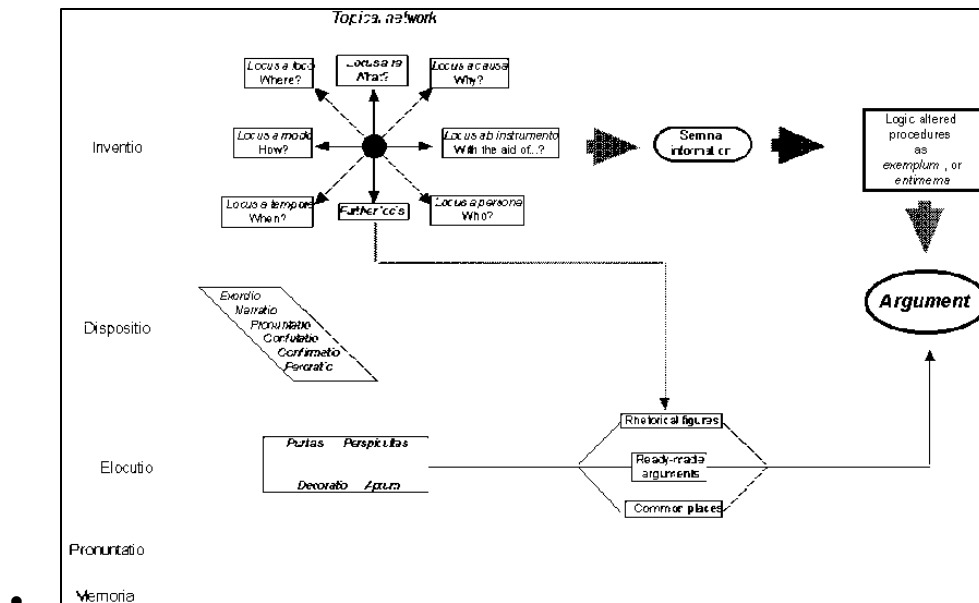 Topical network
Locus a loco
Where?
Locus a re
What?
Locus a causa
Why?
Inventio
Locus a modo
How?
Locus ab instrumento
With the aid of...?
Locus a tempore
When?
Further locis
Locus a persona
Who?
information
Logic altered
procedures
as
exemplum, or
entimema
Argument
Dispositio
Exordio
Narratio
Pronuntiatio
Confutatio
Confirmatio
Peroratio
Elocutio
Puritas Perspicuitas
Decoratio Aptum
Rhetorical figures
Ready-made
arguments
Common places
Pronuntatio
Memoria